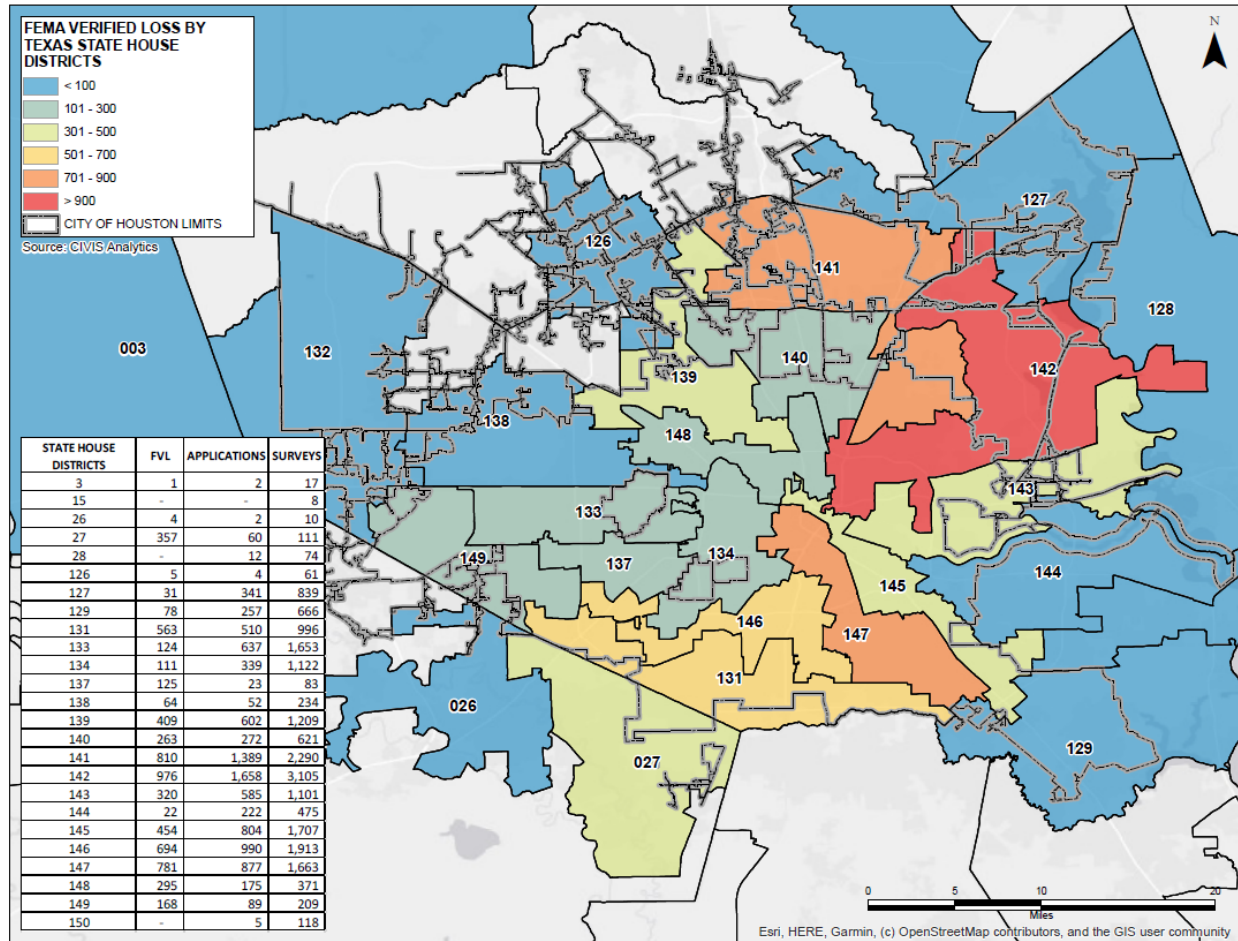 FEMA VERIFIED LOSS BY
TEXAS STATE HOUSE
DISTRICTS
< 100
101 - 300
301 - 500
501 - 700
701 - 900
> 900
CITY OF HOUSTON LIMITS
Source: CIVIS Analytics
N
127
126
141
128
003
132
140
142
139
138
148
143
133
134
149
137
144
145
146
147
131
026
129
027
STATE HOUSE DISTRICTS FVL APPLICATIONS SURVEYS
3 1 2 17
15 - - 8
26 4 2 10
27 357 60 111
28 - 12 74
126 5 4 61
127 31 341 839
129 78 257 666
131 563 510 996
133 124 637 1,653
134 111 339 1,122
137 125 23 83
138 64 52 234
139 409 602 1,209
140 263 272 621
141 810 1,389 2,290
142 976 1,658 3,105
143 320 585 1,101
144 22 222 475
145 454 804 1,707
146 694 990 1,913
147 781 877 1,663
148 295 175 371
149 168 89 209
150 - 5 118
0 5 10 20
Miles
Esri, HERE, Garmin, (c) OpenStreetMap contributors, and the GIS user community